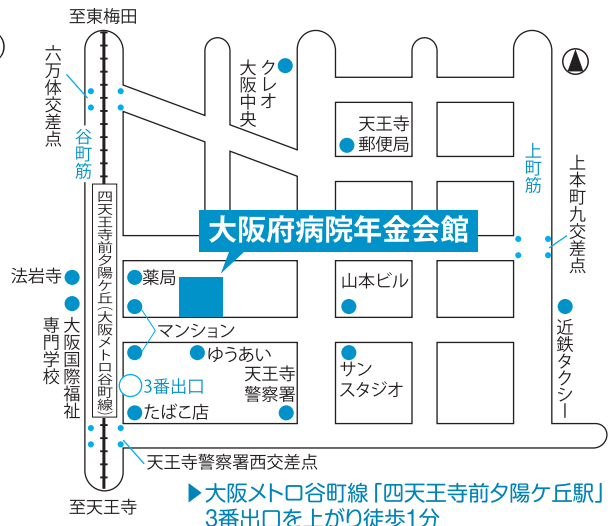 至東梅田
六万体交差点
谷町筋
クレオ
大阪中央
天王寺
郵便局
上町筋
上本町九交差点
大阪府病院年金会館
四天王寺前夕陽ケ丘(大阪メトロ谷町線)
法岩寺
薬局
山本ビル
大阪国際福祉
専門学校
マンション
ゆうあい
サン
スタジオ
近鉄タクシー
3番出口
天王寺
警察署
たばこ店
天王寺警察署西交差点
至天王寺
▶大阪メトロ谷町線「四天王寺前夕陽ケ丘駅」
3番出口を上がり徒歩1分